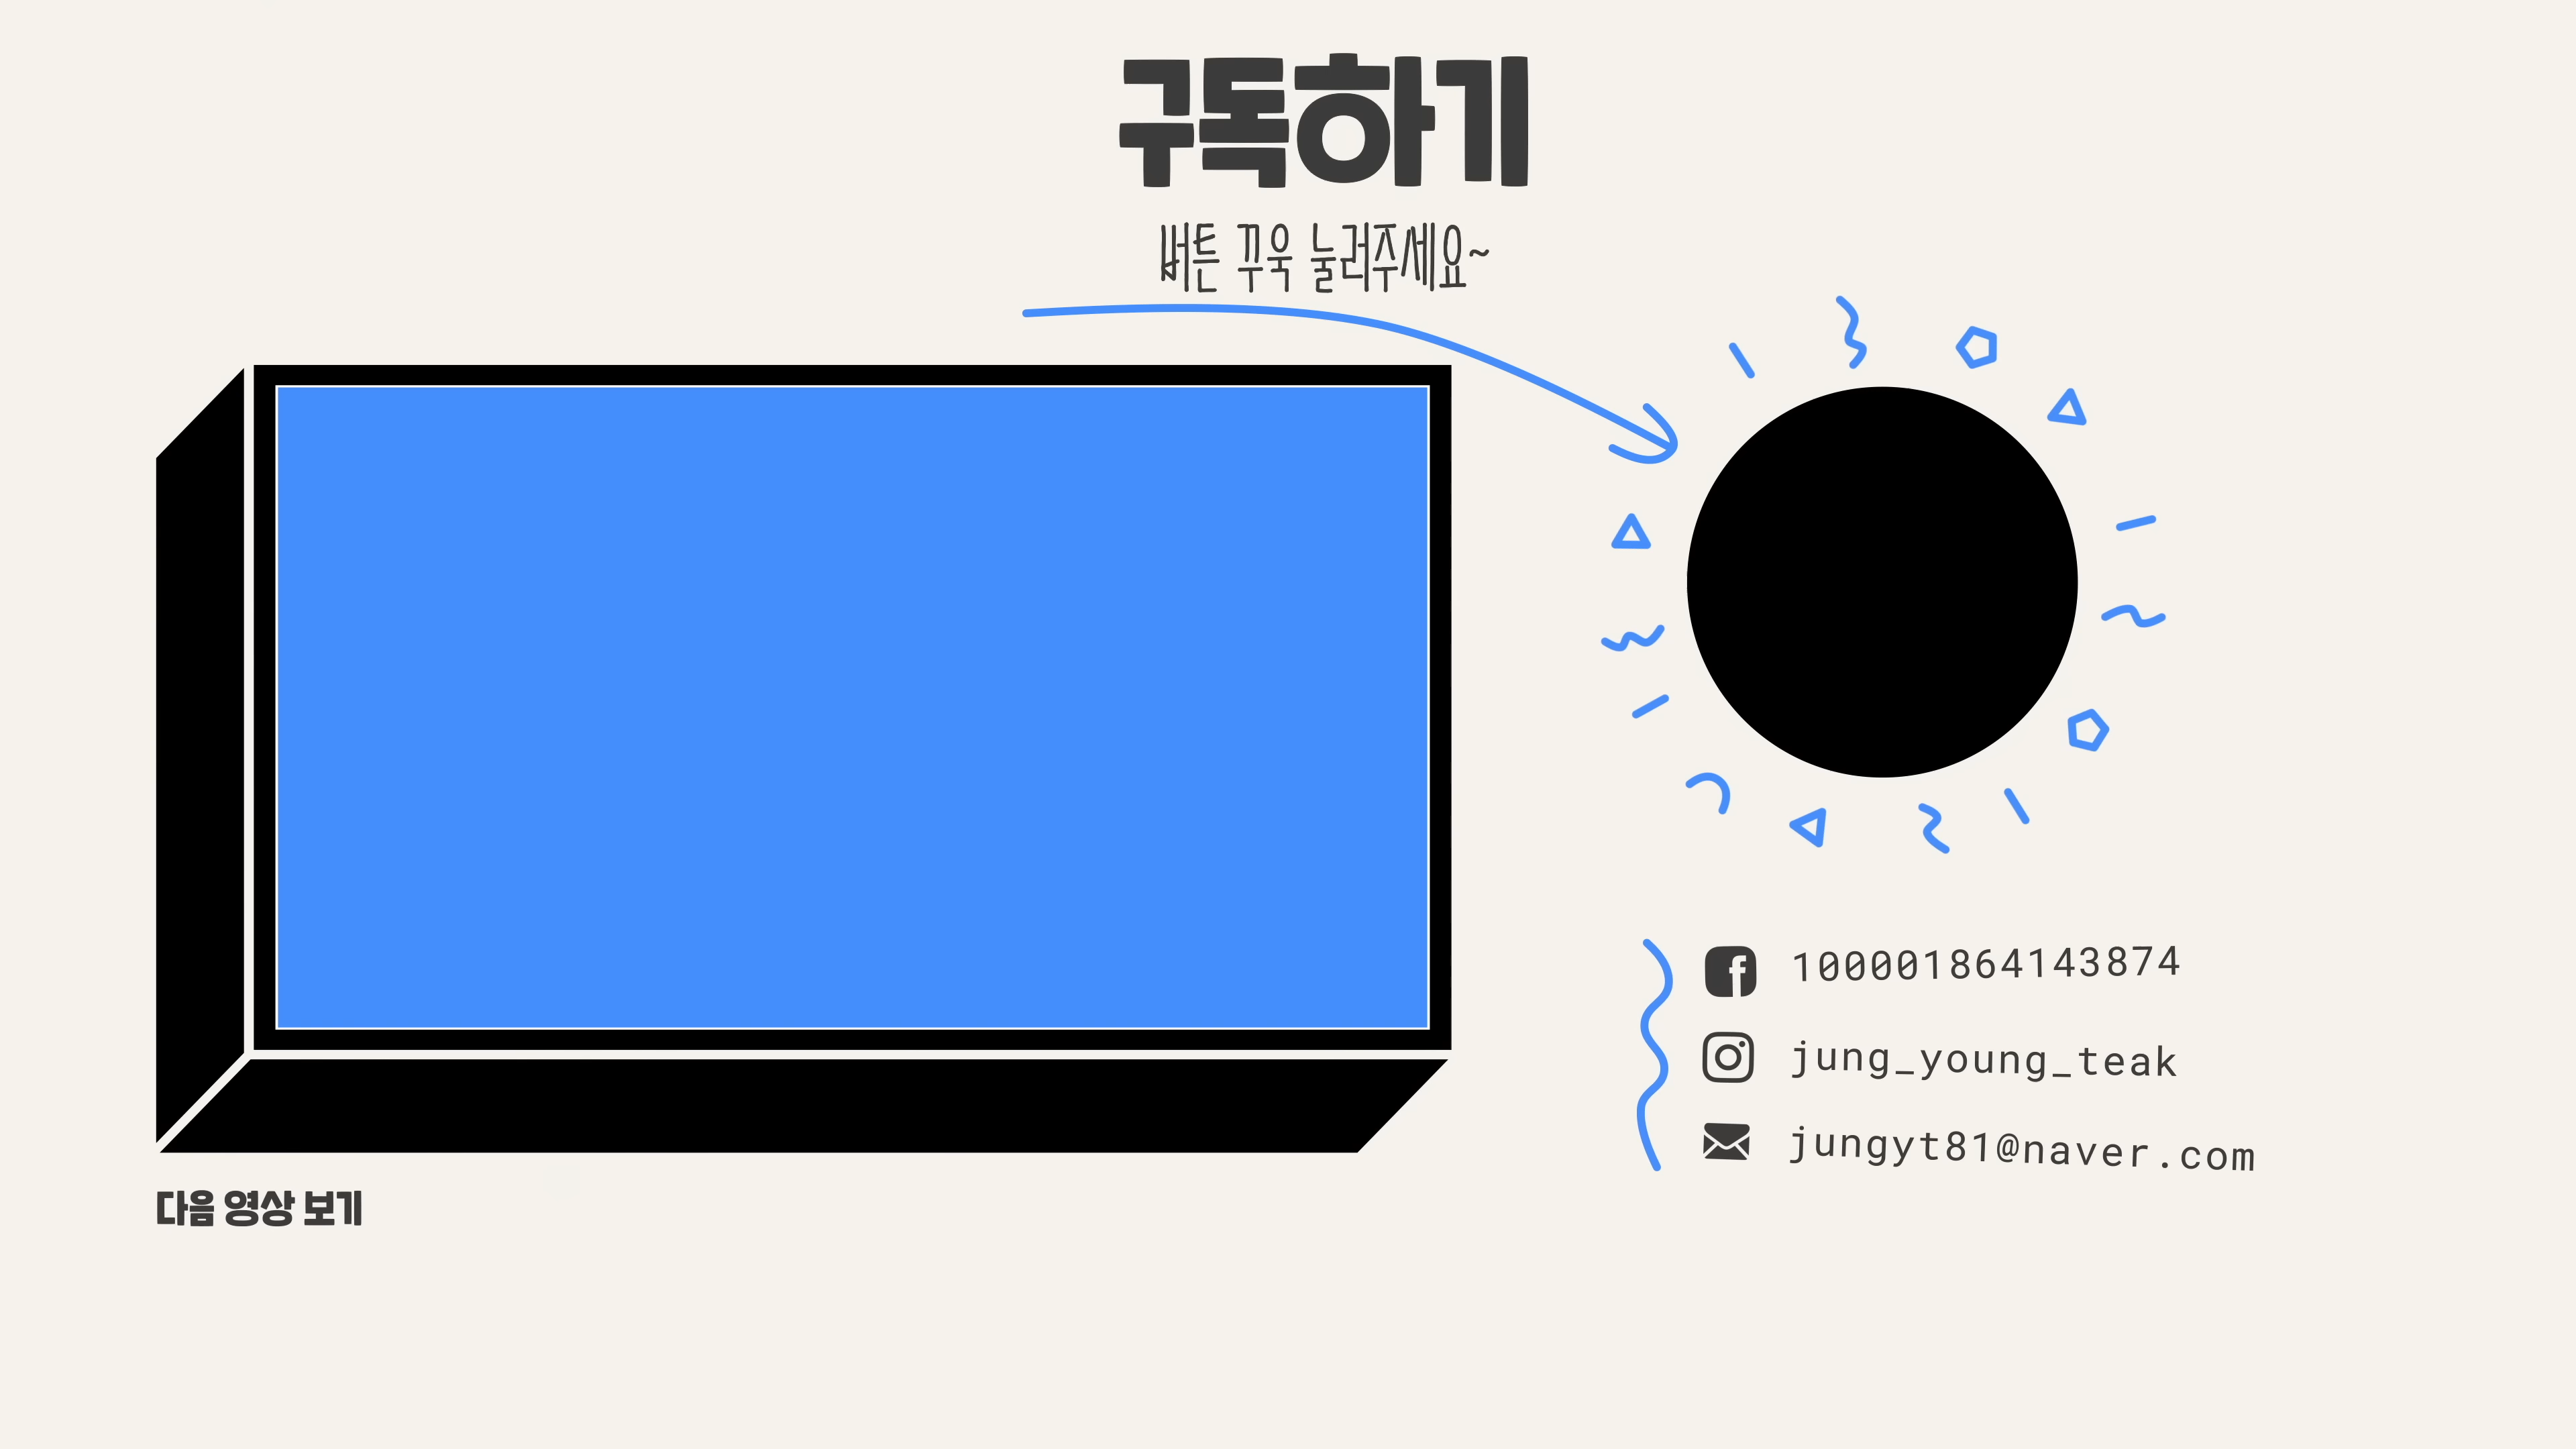 구독하기
버튼 꾸욱 눌러주세요~
100001864143874
jung_young_teak
jungyt81@naver.com
다음 영상 보기